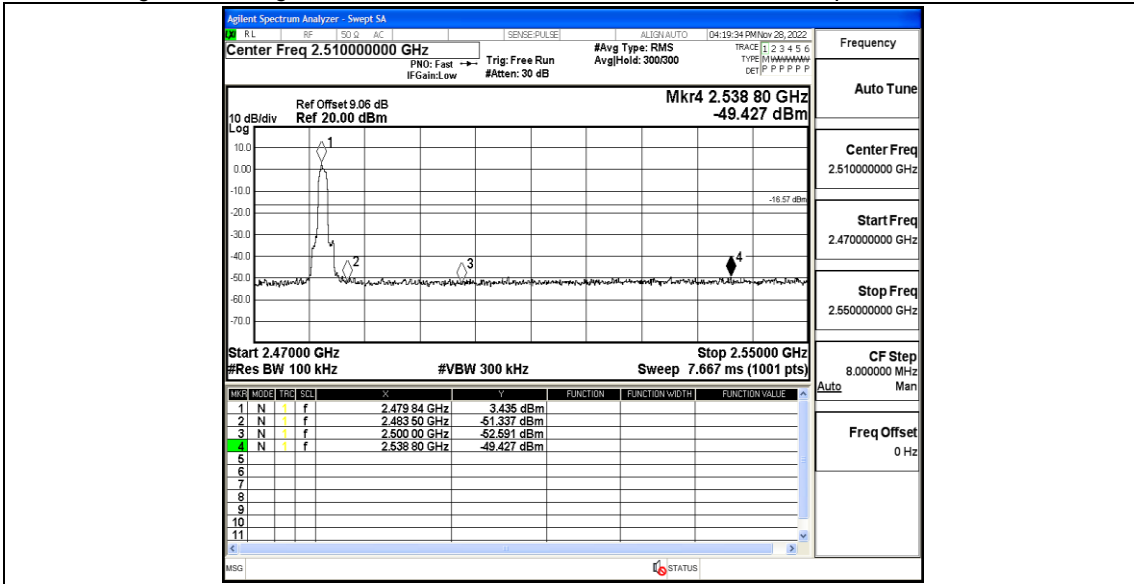 Agilent Spectrum Analyzer - Swept SA
RL RF 50 Ω AC SENSE:PULSE ALIGNAUTO 04:19:34 PM Nov 28, 2022
Center Freq 2.510000000 GHz
PNO: Fast
IFGain:Low
Trig: Free Run
#Atten: 30 dB
#Avg Type: RMS
Avg|Hold: 300/300
TRACE 1 2 3 4 5 6
TYPE M
DET P P P P P P
Ref Offset 9.06 dB
10 dB/div Ref 20.00 dBm
Log
Mkr4 2.538 80 GHz
-49.427 dBm
10.0
0.00
-10.0
-20.0
-30.0
-40.0
-50.0
-60.0
-70.0
1
2
3
4
-16.57 dBm
Start 2.47000 GHz Stop 2.55000 GHz
#Res BW 100 kHz #VBW 300 kHz Sweep 7.667 ms (1001 pts)
MKR MODE TRC SCL X Y FUNCTION FUNCTION WIDTH FUNCTION VALUE
1 N 1 f 2.479 84 GHz 3.435 dBm
2 N 1 f 2.483 50 GHz -51.337 dBm
3 N 1 f 2.500 00 GHz -52.591 dBm
4 N 1 f 2.538 80 GHz -49.427 dBm
5
6
7
8
9
10
11
MSG STATUS
Frequency
Auto Tune
Center Freq
2.510000000 GHz
Start Freq
2.470000000 GHz
Stop Freq
2.550000000 GHz
CF Step
8.000000 MHz
Auto Man
Freq Offset
0 Hz